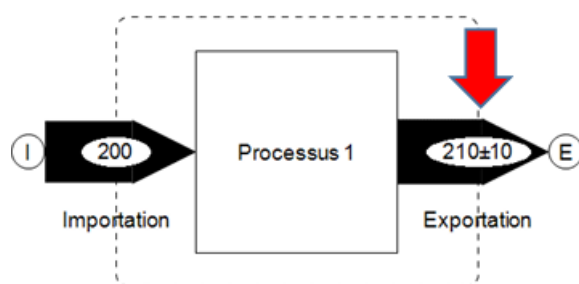 I
200
Processus 1
210±10
E
Importation
Exportation